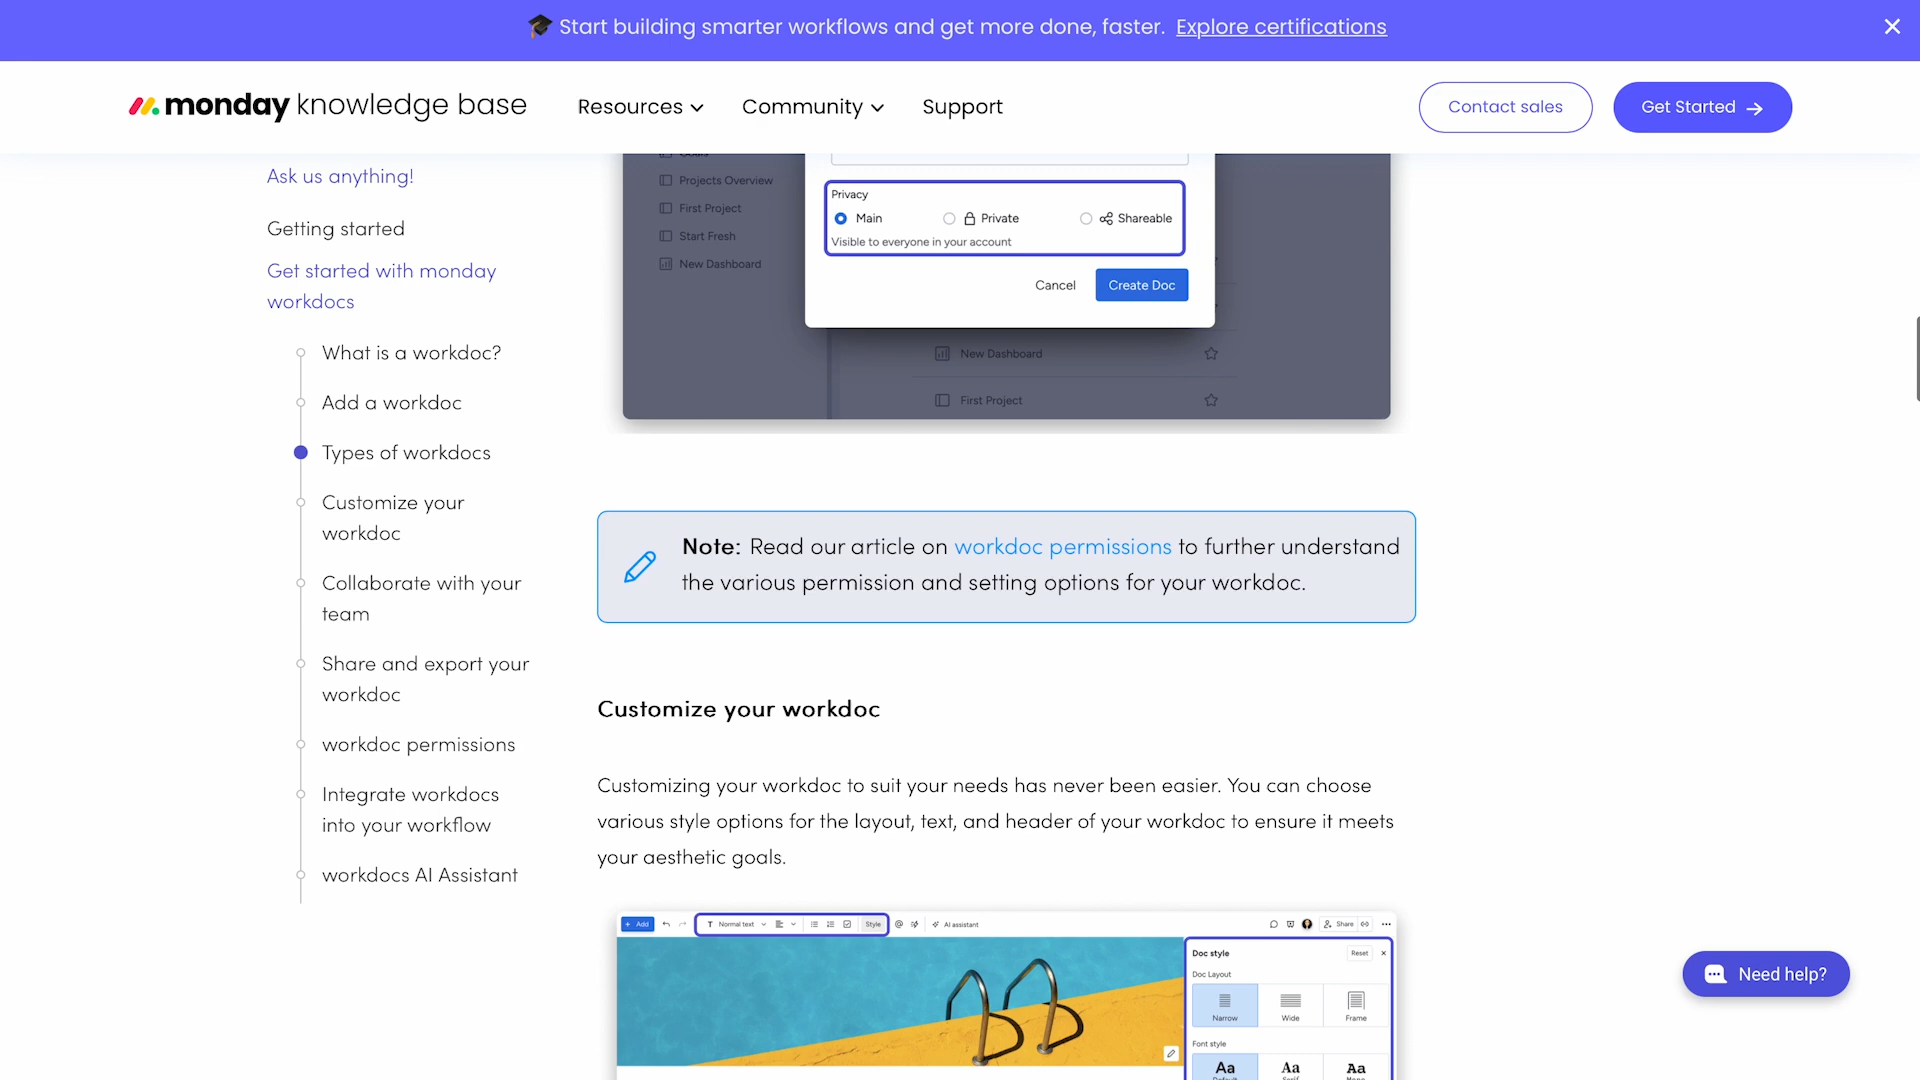 Start building smarter workflows and get more done, faster. Explore certifications
monday knowledge base
Resources
Community
Support
Contact sales
Get Started
Ask us anything!
Getting started
Get started with monday
workdocs
What is a workdoc?
Add a workdoc
Types of workdocs
Customize your
workdoc
Collaborate with your
team
Share and export your
workdoc
workdoc permissions
Integrate workdocs
into your workflow
workdocs AI Assistant
Projects Overview
First Project
Start Fresh
New Dashboard
Privacy
Main
Private
Shareable
Visible to everyone in your account
Cancel
Create Doc
New Dashboard
First Project
Note: Read our article on workdoc permissions to further understand
the various permission and setting options for your workdoc.
Customize your workdoc
Customizing your workdoc to suit your needs has never been easier. You can choose
various style options for the layout, text, and header of your workdoc to ensure it meets
your aesthetic goals.
+ Add
Normal text
Style
AI assistant
Share
Doc style
Reset
Doc Layout
Narrow
Wide
Frame
Font style
Aa
Aa
Aa
Need help?